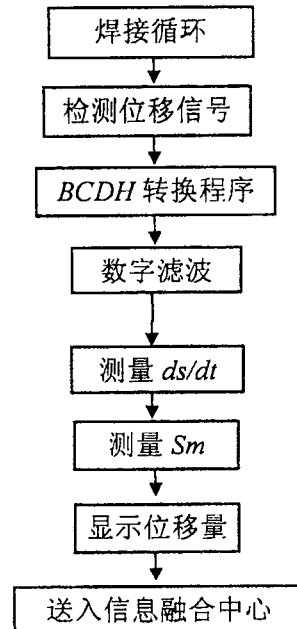 焊接循环
检测位移信号
BCDH 转换程序
数字滤波
测量 ds/dt
测量 Sm
显示位移量
送入信息融合中心